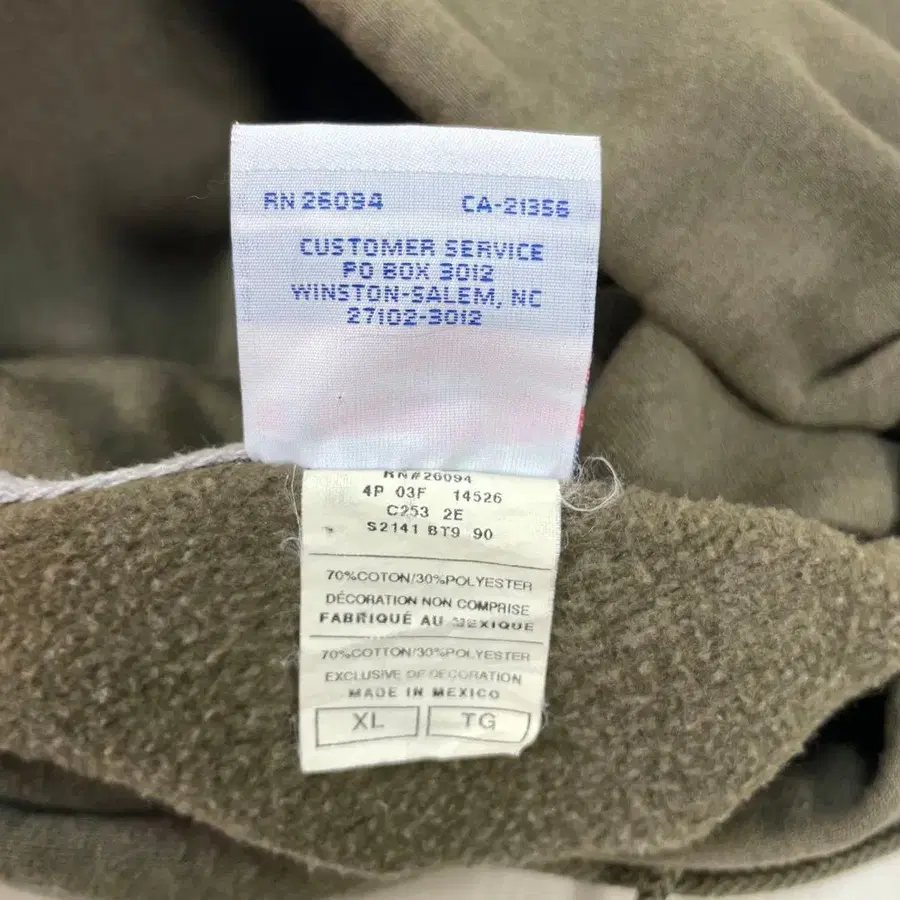 RN 26094 CA-21356
CUSTOMER SERVICE
PO BOX 3012
WINSTON-SALEM, NC
27102-3012
RN#26094
4P 03F 14526
C253 2E
S2141 BT9 90
70%COTON/30%POLYESTER
DÉCORATION NON COMPRISE
FABRIQUÉ AU MEXIQUE
70%COTTON/30%POLYESTER
EXCLUSIVE OF DECORATION
MADE IN MEXICO
XL TG